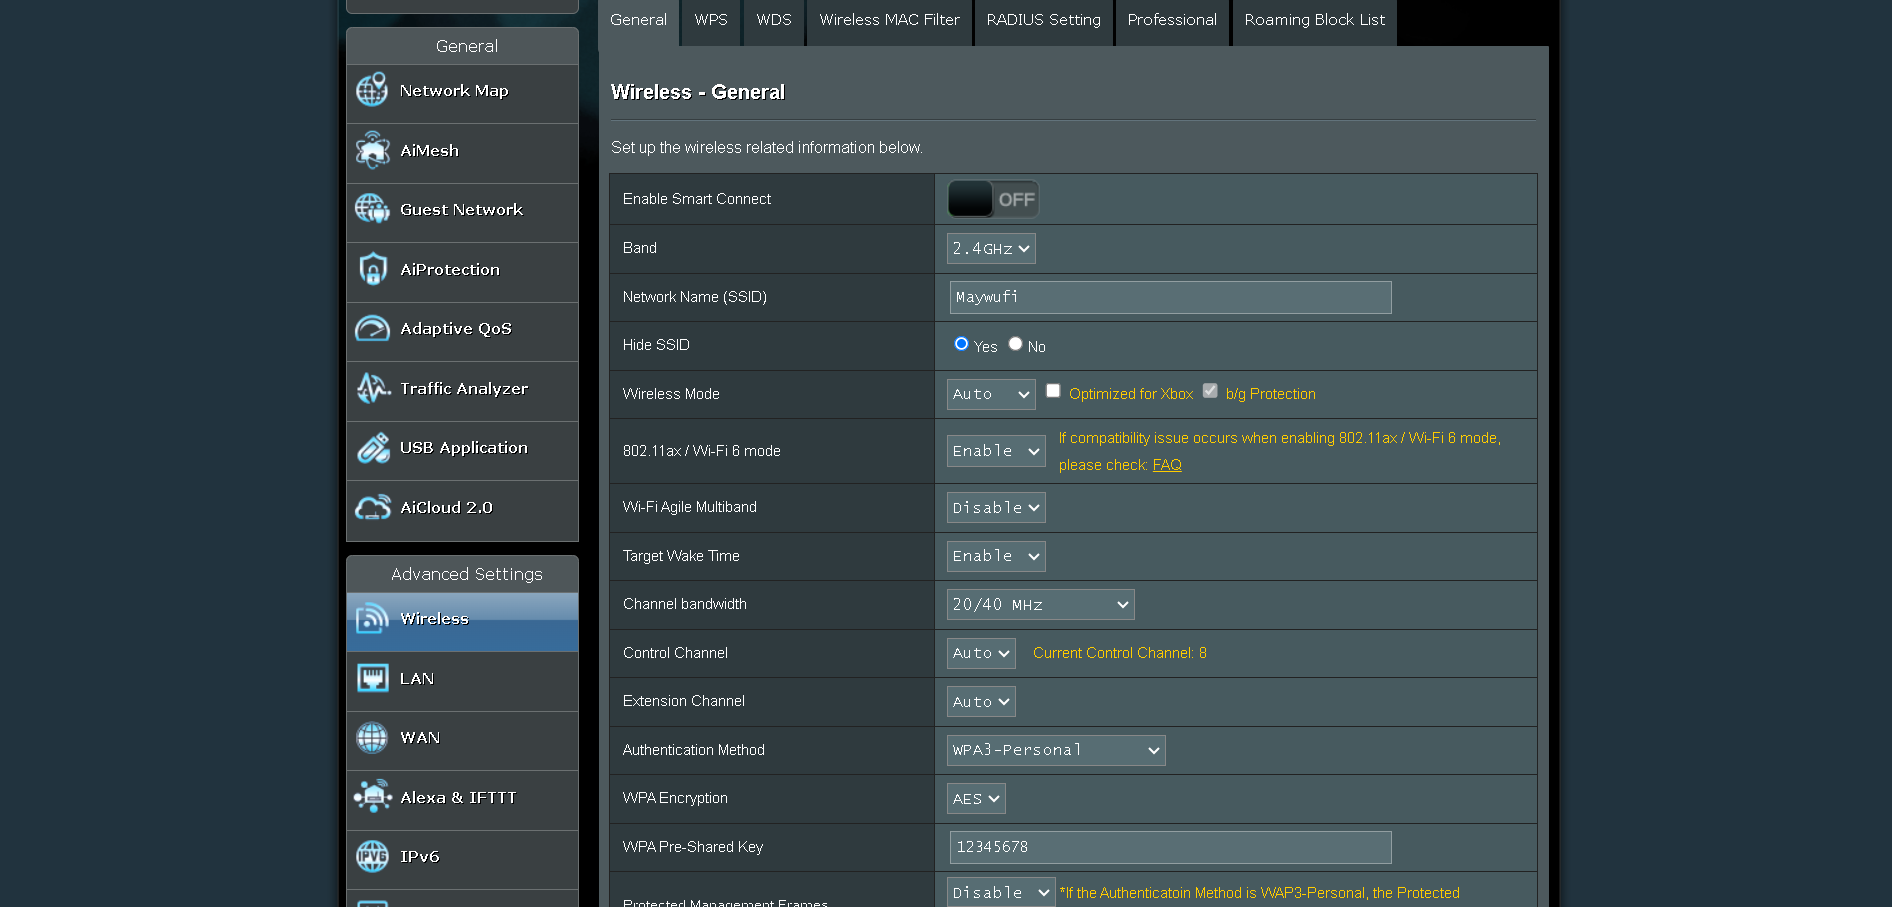 General
WPS
WDS
Wireless MAC Filter
RADIUS Setting
Professional
Roaming Block List
General
Network Map
AiMesh
Guest Network
AiProtection
Adaptive QoS
Traffic Analyzer
USB Application
AiCloud 2.0
Advanced Settings
Wireless
LAN
WAN
Alexa & IFTTT
IPV6 IPv6
Wireless - General
Set up the wireless related information below.
Enable Smart Connect OFF
Band 2.4GHz
Network Name (SSID) Maywufi
Hide SSID Yes No
Wireless Mode Auto Optimized for Xbox b/g Protection
802.11ax / Wi-Fi 6 mode Enable If compatibility issue occurs when enabling 802.11ax / Wi-Fi 6 mode,
please check: FAQ
Wi-Fi Agile Multiband Disable
Target Wake Time Enable
Channel bandwidth 20/40 MHz
Control Channel Auto Current Control Channel: 8
Extension Channel Auto
Authentication Method WPA3-Personal
WPA Encryption AES
WPA Pre-Shared Key 12345678
Protected Management Frames Disable *If the Authenticatoin Method is WAP3-Personal, the Protected